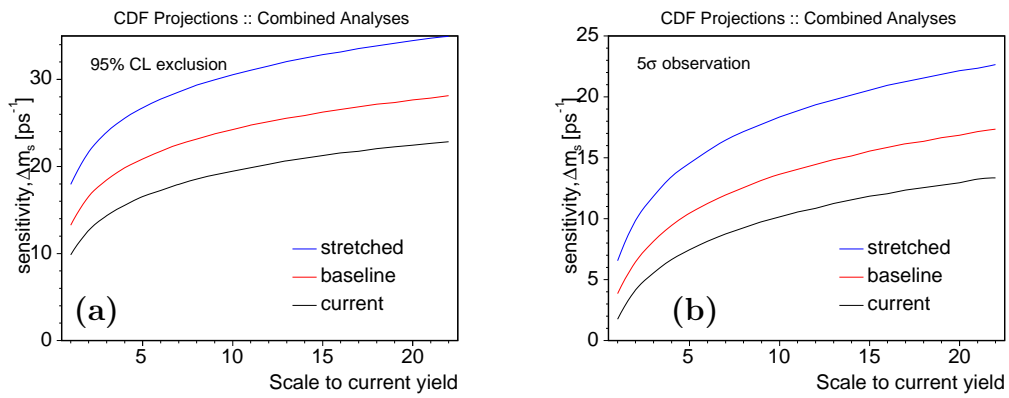 CDF Projections :: Combined Analyses
sensitivity, Δmₛ [ps⁻¹]
95% CL exclusion
30
20
10
0
stretched
baseline
current
(a)
5
10
15
20
Scale to current yield
CDF Projections :: Combined Analyses
sensitivity, Δmₛ [ps⁻¹]
5σ observation
25
20
15
10
5
0
stretched
baseline
current
(b)
5
10
15
20
Scale to current yield